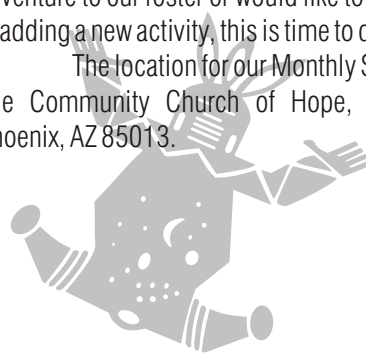 venture to our roster or would like to
adding a new activity, this is time to
The location for our Monthly
Community Church of Hope,
AZ 85013.